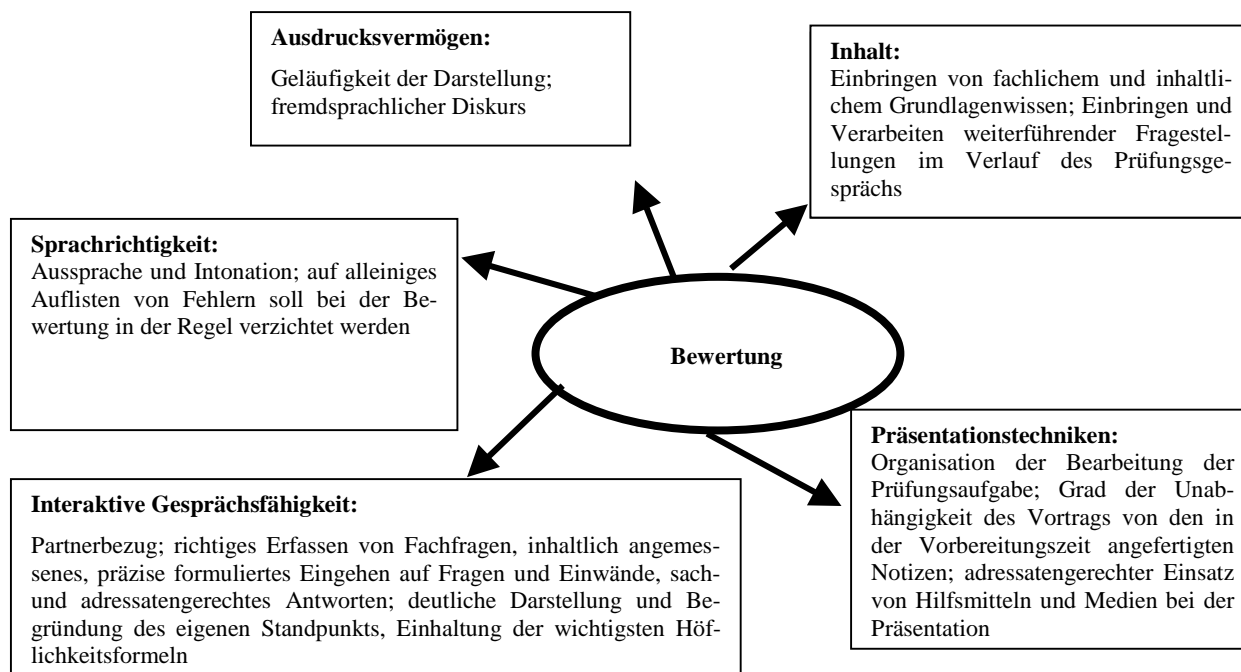 Ausdrucksvermögen:
Geläufigkeit der Darstellung;
fremdsprachlicher Diskurs
Inhalt:
Einbringen von fachlichem und inhalt-
lichem Grundlagenwissen; Einbringen und
Verarbeiten weiterführender Fragestel-
lungen im Verlauf des Prüfungsge-
sprächs
Sprachrichtigkeit:
Aussprache und Intonation; auf alleiniges
Auflisten von Fehlern soll bei der Be-
wertung in der Regel verzichtet werden
Bewertung
Interaktive Gesprächsfähigkeit:
Partnerbezug; richtiges Erfassen von Fachfragen, inhaltlich angemes-
senes, präzise formuliertes Eingehen auf Fragen und Einwände, sach-
und adressatengerechtes Antworten; deutliche Darstellung und Be-
gründung des eigenen Standpunkts, Einhaltung der wichtigsten Höf-
lichkeitsformeln
Präsentationstechniken:
Organisation der Bearbeitung der
Prüfungsaufgabe; Grad der Unab-
hängigkeit des Vortrags von den in
der Vorbereitungszeit angefertigten
Notizen; adressatengerechter Einsatz
von Hilfsmitteln und Medien bei der
Präsentation